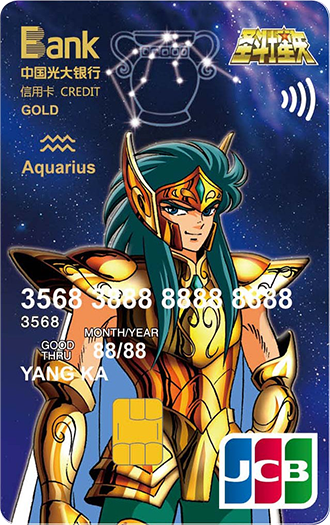 Bank
圣斗士星矢
中国光大银行
信用卡 CREDIT
GOLD
Aquarius
3568 3888 8888 8888
3568
MONTH/YEAR
GOOD THRU 88/88
YANG KA
JCB